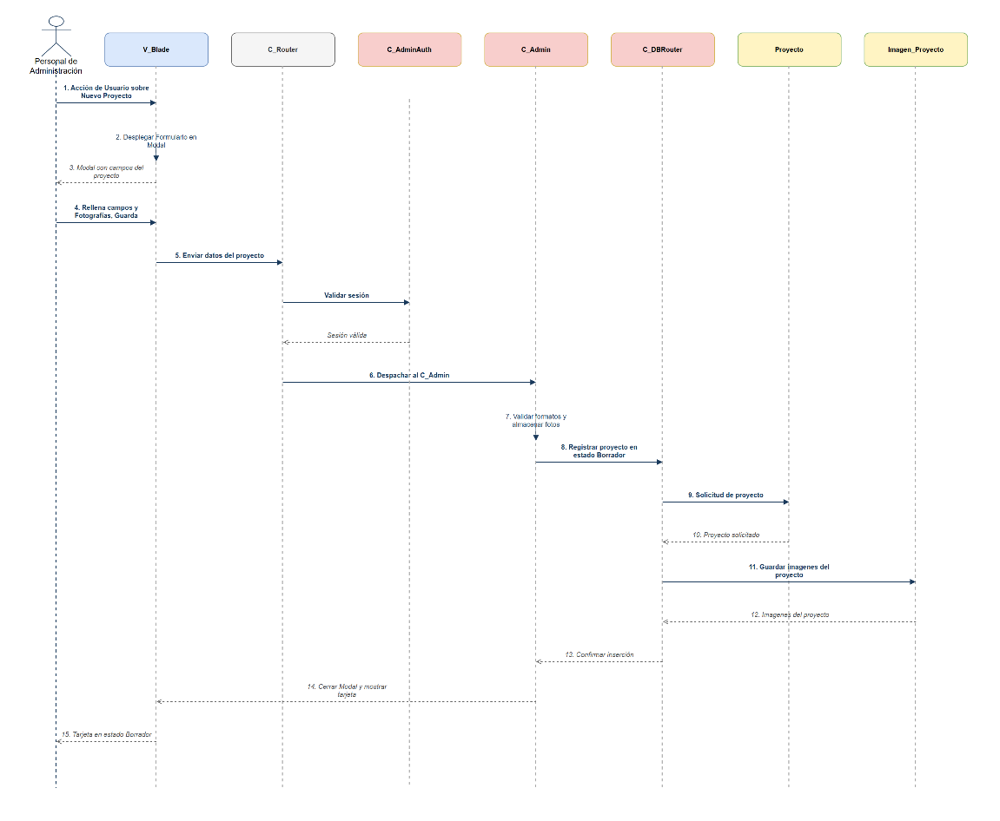 Personal de
Administración
V_Blade
C_Router
C_AdminAuth
C_Admin
C_DBRouter
Proyecto
Imagen_Proyecto
1. Acción de Usuario sobre
Nuevo Proyecto
2. Desplegar Formulario en
Modal
3. Modal con campos del
proyecto
4. Rellena campos y
Fotografías, Guarda
5. Enviar datos del proyecto
Validar sesión
Sesión válida
6. Despachar al C_Admin
7. Validar formatos y
almacenar fotos
8. Registrar proyecto en
estado Borrador
9. Solicitud de proyecto
10. Proyecto solicitado
11. Guardar imagenes del
proyecto
12. Imagenes del proyecto
13. Confirmar inserción
14. Cerrar Modal y mostrar
tarjeta
15. Tarjeta en estado Borrador